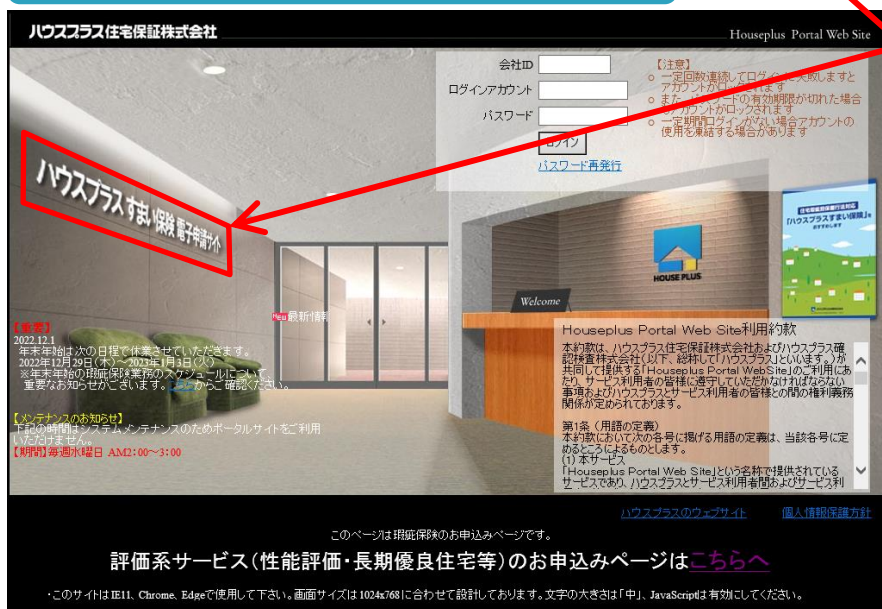 ハウスプラス住宅保証株式会社
Houseplus Portal Web Site
会社ID
ログインアカウント
パスワード
ログイン
パスワード再発行
【注意】
一定回数連続してログインに失敗しますと
アカウントがロックされます
また、パスワードの有効期限が切れた場合
もアカウントがロックされます
一定期間ログインがない場合アカウントの
使用を凍結する場合があります
ハウスプラス すまい保険 電子申請サイト
住宅瑕疵担保履行法対応
「ハウスプラスすまい保険」を
おすすめします
HOUSE PLUS
Welcome
New 最新情報
【重要】
2022.12.1
年末年始は次の日程で休業させていただきます。
2022年12月29日(木)～2023年1月3日(火)
※年末年始の瑕疵保険業務のスケジュールについて、
重要なお知らせがございます。こちらからご確認ください。
【メンテナンスのお知らせ】
下記の時間はシステムメンテナンスのためポータルサイトをご利用
いただけません。
【期間】毎週水曜日 AM2：00～3：00
Houseplus Portal Web Site利用約款
本約款は、ハウスプラス住宅保証株式会社およびハウスプラス確
認検査株式会社(以下、総称して「ハウスプラス」といいます。)が
共同して提供する「Houseplus Portal WebSite」のご利用にあ
たり、サービス利用者の皆様に遵守していただかなければならない
事項およびハウスプラスとサービス利用者の皆様との間の権利義務
関係が定められております。
第1条 (用語の定義)
本約款において次の各号に掲げる用語の定義は、当該各号に定
めるところによるものとします。
(1) 本サービス
「Houseplus Portal Web Site」という名称で提供されている
サービスであり、ハウスプラスとサービス利用者間およびサービス利
ハウスプラスのウェブサイト
個人情報保護方針
このページは瑕疵保険のお申込みページです。
評価系サービス(性能評価・長期優良住宅等)のお申込みページはこちらへ
・このサイトはIE11、Chrome、Edgeで使用して下さい。画面サイズは1024x768に合わせて設計しております。文字の大きさは「中」、JavaScriptは有効にしてください。